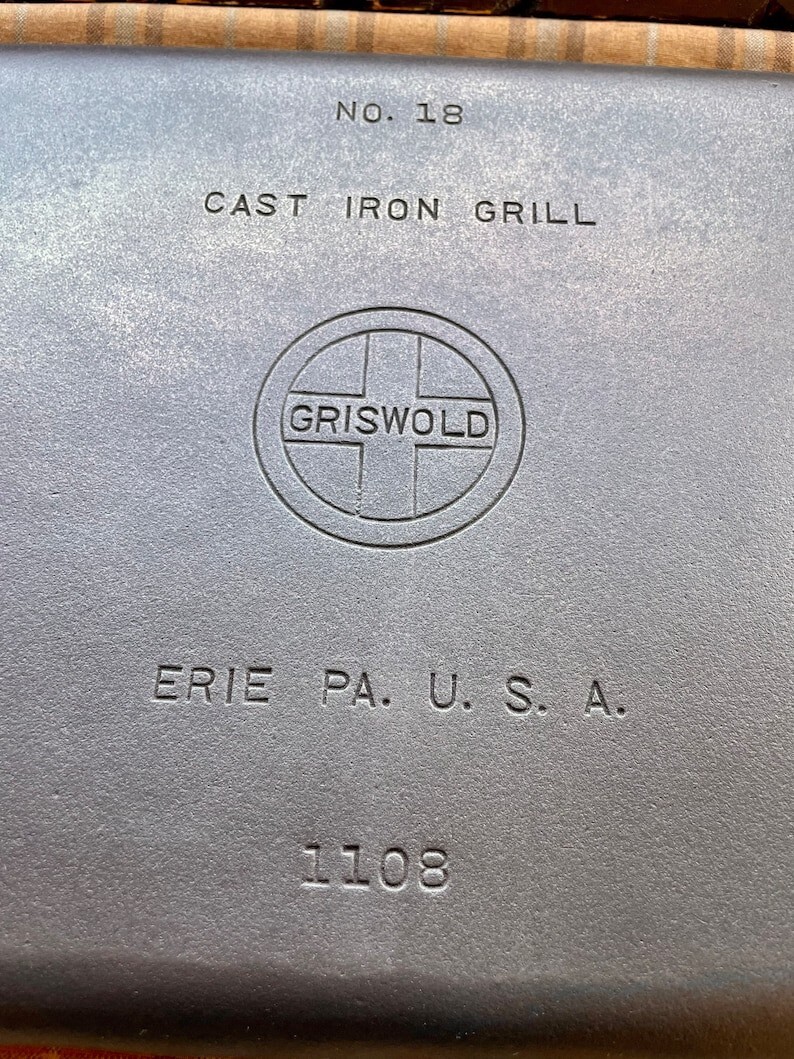 NO. 18
CAST IRON GRILL
GRISWOLD
ERIE PA. U. S. A.
1108